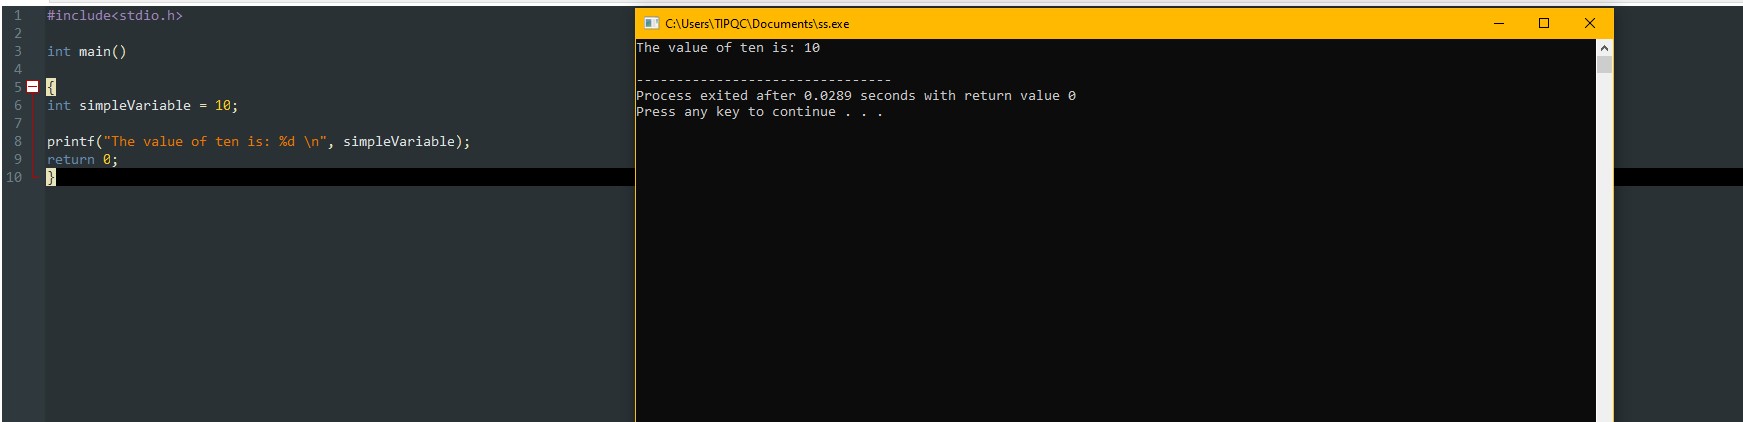 1 #include<stdio.h>
2
3 int main()
4
5 {
6 int simpleVariable = 10;
7
8 printf("The value of ten is: %d \n", simpleVariable);
9 return 0;
10 }
C:\Users\TIPQC\Documents\ss.exe
The value of ten is: 10
--------------------------------
Process exited after 0.0289 seconds with return value 0
Press any key to continue . . .